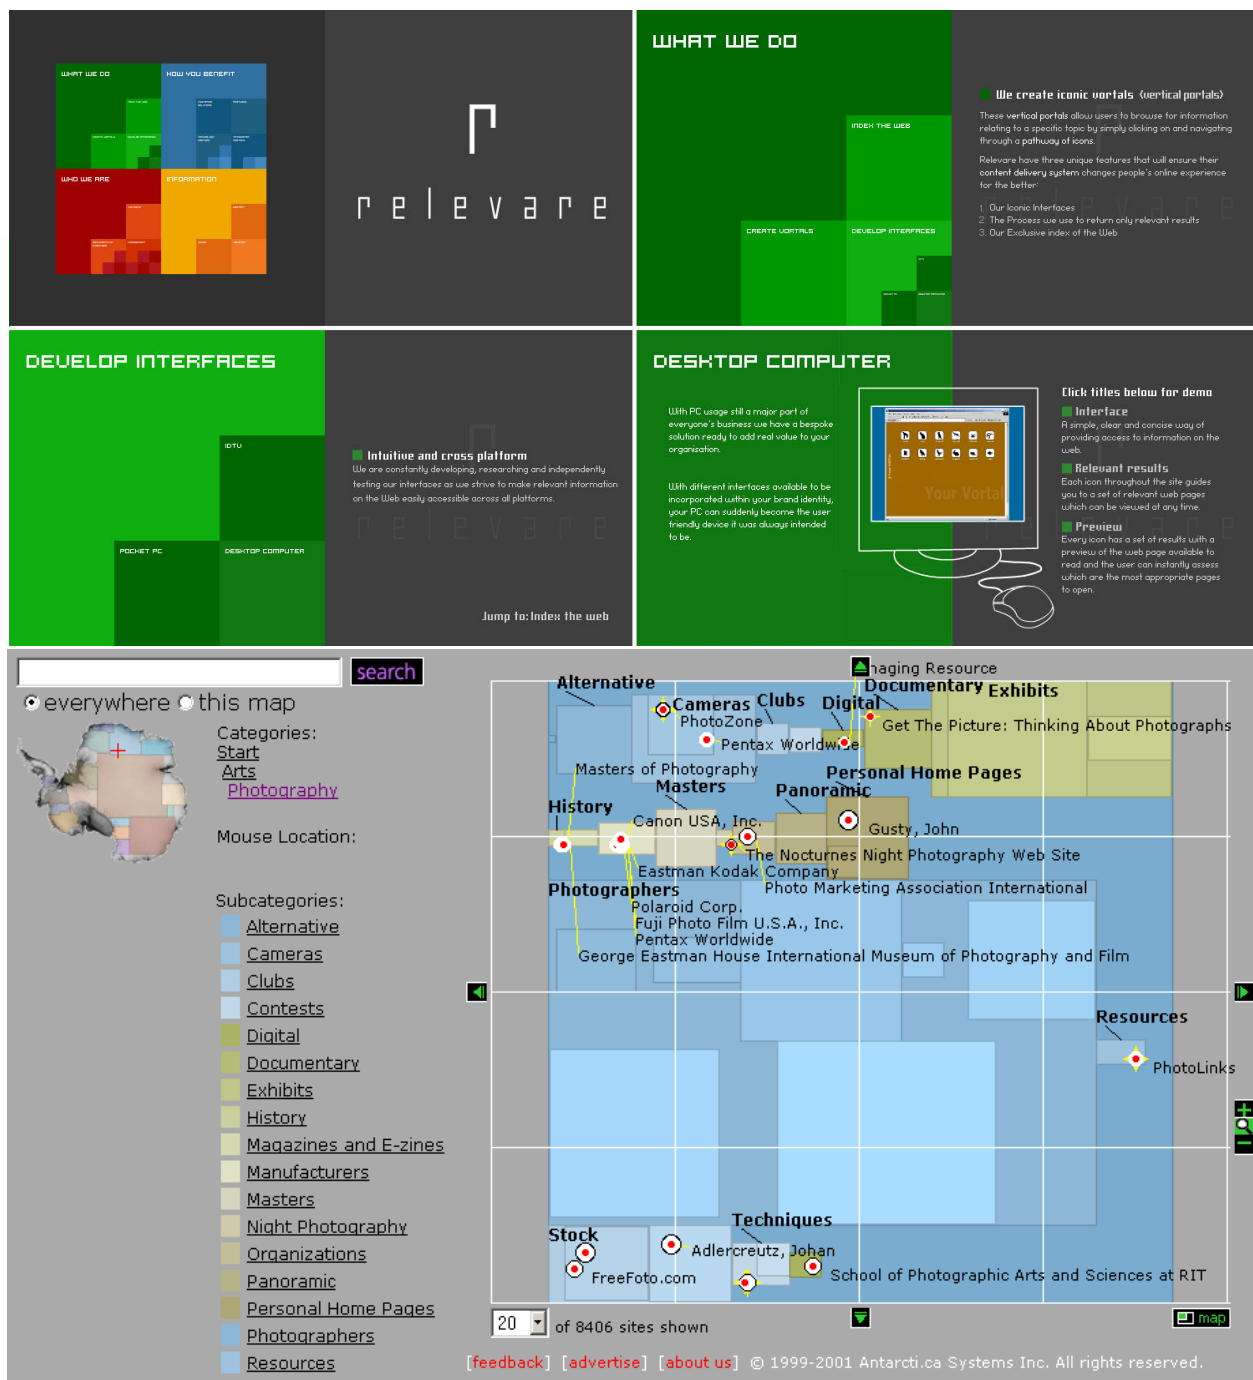 WHAT WE DO
HOW YOU BENEFIT
WHO WE ARE
INFORMATION
relevare
WHAT WE DO
INDEX THE WEB
CREATE VORTALS
DEVELOP INTERFACES
We create iconic vortals (vertical portals)
These vertical portals allow users to browse for information
relating to a specific topic by simply clicking on and navigating
through a pathway of icons.
Relevare have three unique features that will ensure their
content delivery system changes people's online experience
for the better:
1. Our Iconic Interfaces
2. The Process we use to return only relevant results
3. Our Exclusive index of the Web
DEVELOP INTERFACES
IDTV
POCKET PC
DESKTOP COMPUTER
Intuitive and cross platform
We are constantly developing, researching and independently
testing our interfaces as we strive to make relevant information
on the Web easily accessible across all platforms.
relevare
Jump to: Index the web
DESKTOP COMPUTER
With PC usage still a major part of
everyone's business we have a bespoke
solution ready to add real value to your
organisation.
With different interfaces available to be
incorporated within your brand identity,
your PC can suddenly become the user
friendly device it was always intended
to be.
Your Vortal
Click titles below for demo
Interface
A simple, clear and concise way of
providing access to information on the
web.
Relevant results
Each icon throughout the site guides
you to a set of relevant web pages
which can be viewed at any time.
Preview
Every icon has a set of results with a
preview of the web page available to
read and the user can instantly assess
which are the most appropriate pages
to open.
search
everywhere this map
Categories:
Start
Arts
Photography
Mouse Location:
Subcategories:
Alternative
Cameras
Clubs
Contests
Digital
Documentary
Exhibits
History
Magazines and E-zines
Manufacturers
Masters
Night Photography
Organizations
Panoramic
Personal Home Pages
Photographers
Resources
naging Resource
Alternative
Documentary
Exhibits
Cameras
Clubs
Digital
PhotoZone
Get The Picture: Thinking About Photographs
Pentax Worldwide
Masters of Photography
Personal Home Pages
Masters
Panoramic
History
Canon USA, Inc.
Gusty, John
The Nocturnes Night Photography Web Site
Eastman Kodak Company
Photographers
Photo Marketing Association International
Polaroid Corp.
Fuji Photo Film U.S.A., Inc.
Pentax Worldwide
George Eastman House International Museum of Photography and Film
Resources
PhotoLinks
Techniques
Stock
Adlercreutz, Johan
FreeFoto.com
School of Photographic Arts and Sciences at RIT
20 of 8406 sites shown
map
[feedback] [advertise] [about us] © 1999-2001 Antarcti.ca Systems Inc. All rights reserved.